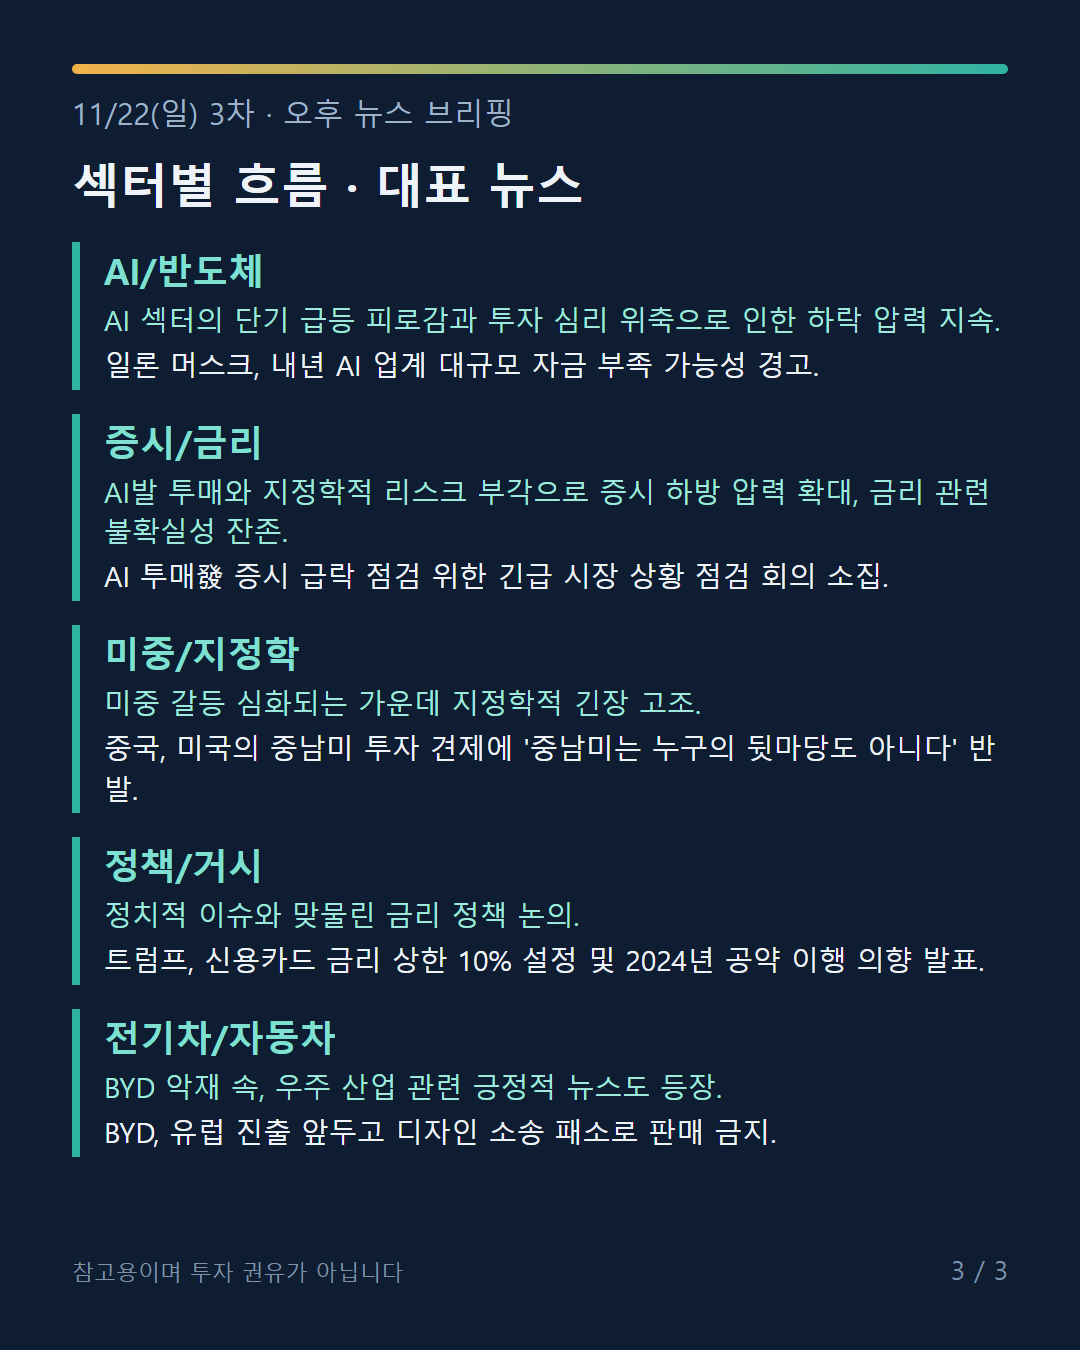 11/22(일) 3차 · 오후 뉴스 브리핑
섹터별 흐름 · 대표 뉴스
AI/반도체
AI 섹터의 단기 급등 피로감과 투자 심리 위축으로 인한 하락 압력 지속.
일론 머스크, 내년 AI 업계 대규모 자금 부족 가능성 경고.
증시/금리
AI발 투매와 지정학적 리스크 부각으로 증시 하방 압력 확대, 금리 관련
불확실성 잔존.
AI 투매發 증시 급락 점검 위한 긴급 시장 상황 점검 회의 소집.
미중/지정학
미중 갈등 심화되는 가운데 지정학적 긴장 고조.
중국, 미국의 중남미 투자 견제에 '중남미는 누구의 뒷마당도 아니다' 반
발.
정책/거시
정치적 이슈와 맞물린 금리 정책 논의.
트럼프, 신용카드 금리 상한 10% 설정 및 2024년 공약 이행 의향 발표.
전기차/자동차
BYD 악재 속, 우주 산업 관련 긍정적 뉴스도 등장.
BYD, 유럽 진출 앞두고 디자인 소송 패소로 판매 금지.
참고용이며 투자 권유가 아닙니다
3 / 3